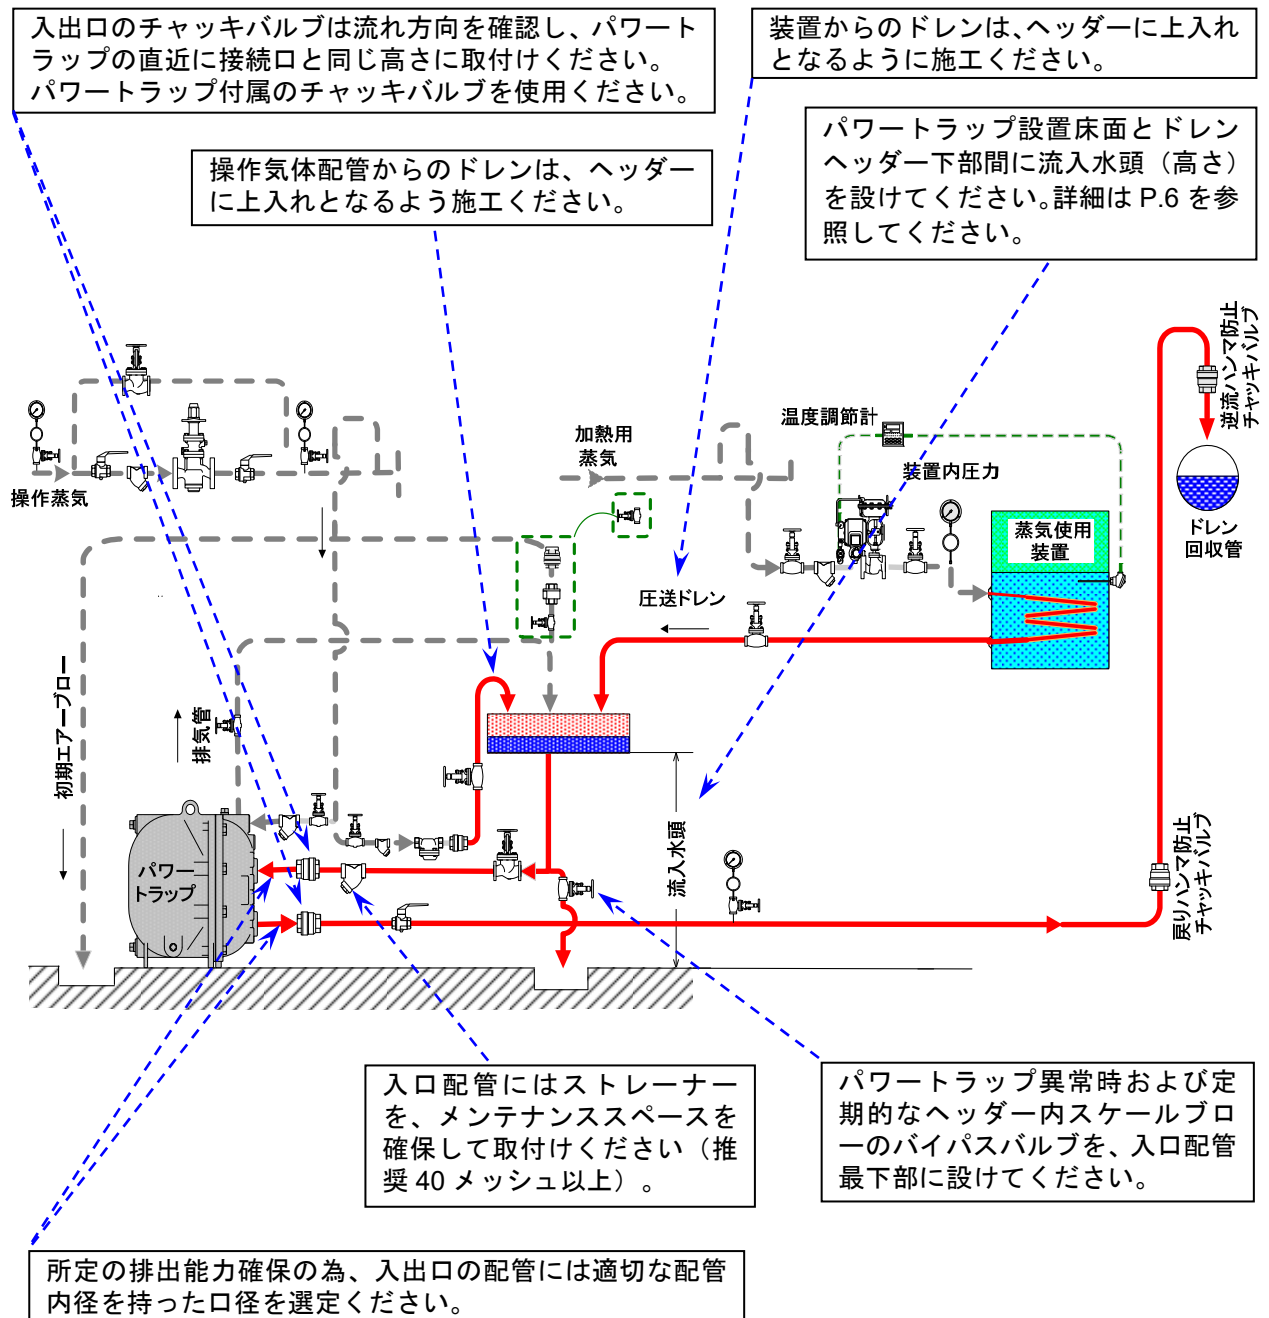 入出口のチャッキバルブは流れ方向を確認し、パワート
ラップの直近に接続口と同じ高さに取付けください。
パワートラップ付属のチャッキバルブを使用ください。
装置からのドレンは、ヘッダーに上入れ
となるように施工ください。
操作気体配管からのドレンは、ヘッダー
に上入れとなるよう施工ください。
パワートラップ設置床面とドレン
ヘッダー下部間に流入水頭（高さ）
を設けてください。詳細は P.6 を参
照してください。
逆流ハンマ防止
チャッキバルブ
温度調節計
加熱用
蒸気
装置内圧力
操作蒸気
蒸気使用
装置
ドレン
回収管
圧送ドレン
初期エアーブロー
排気管
流入水頭
パワー
トラップ
戻りハンマ防止
チャッキバルブ
入口配管にはストレーナー
を、メンテナンススペースを
確保して取付けください（推
奨 40 メッシュ以上）。
パワートラップ異常時および定
期的なヘッダー内スケールブロ
ーのバイパスバルブを、入口配管
最下部に設けてください。
所定の排出能力確保の為、入出口の配管には適切な配管
内径を持った口径を選定ください。